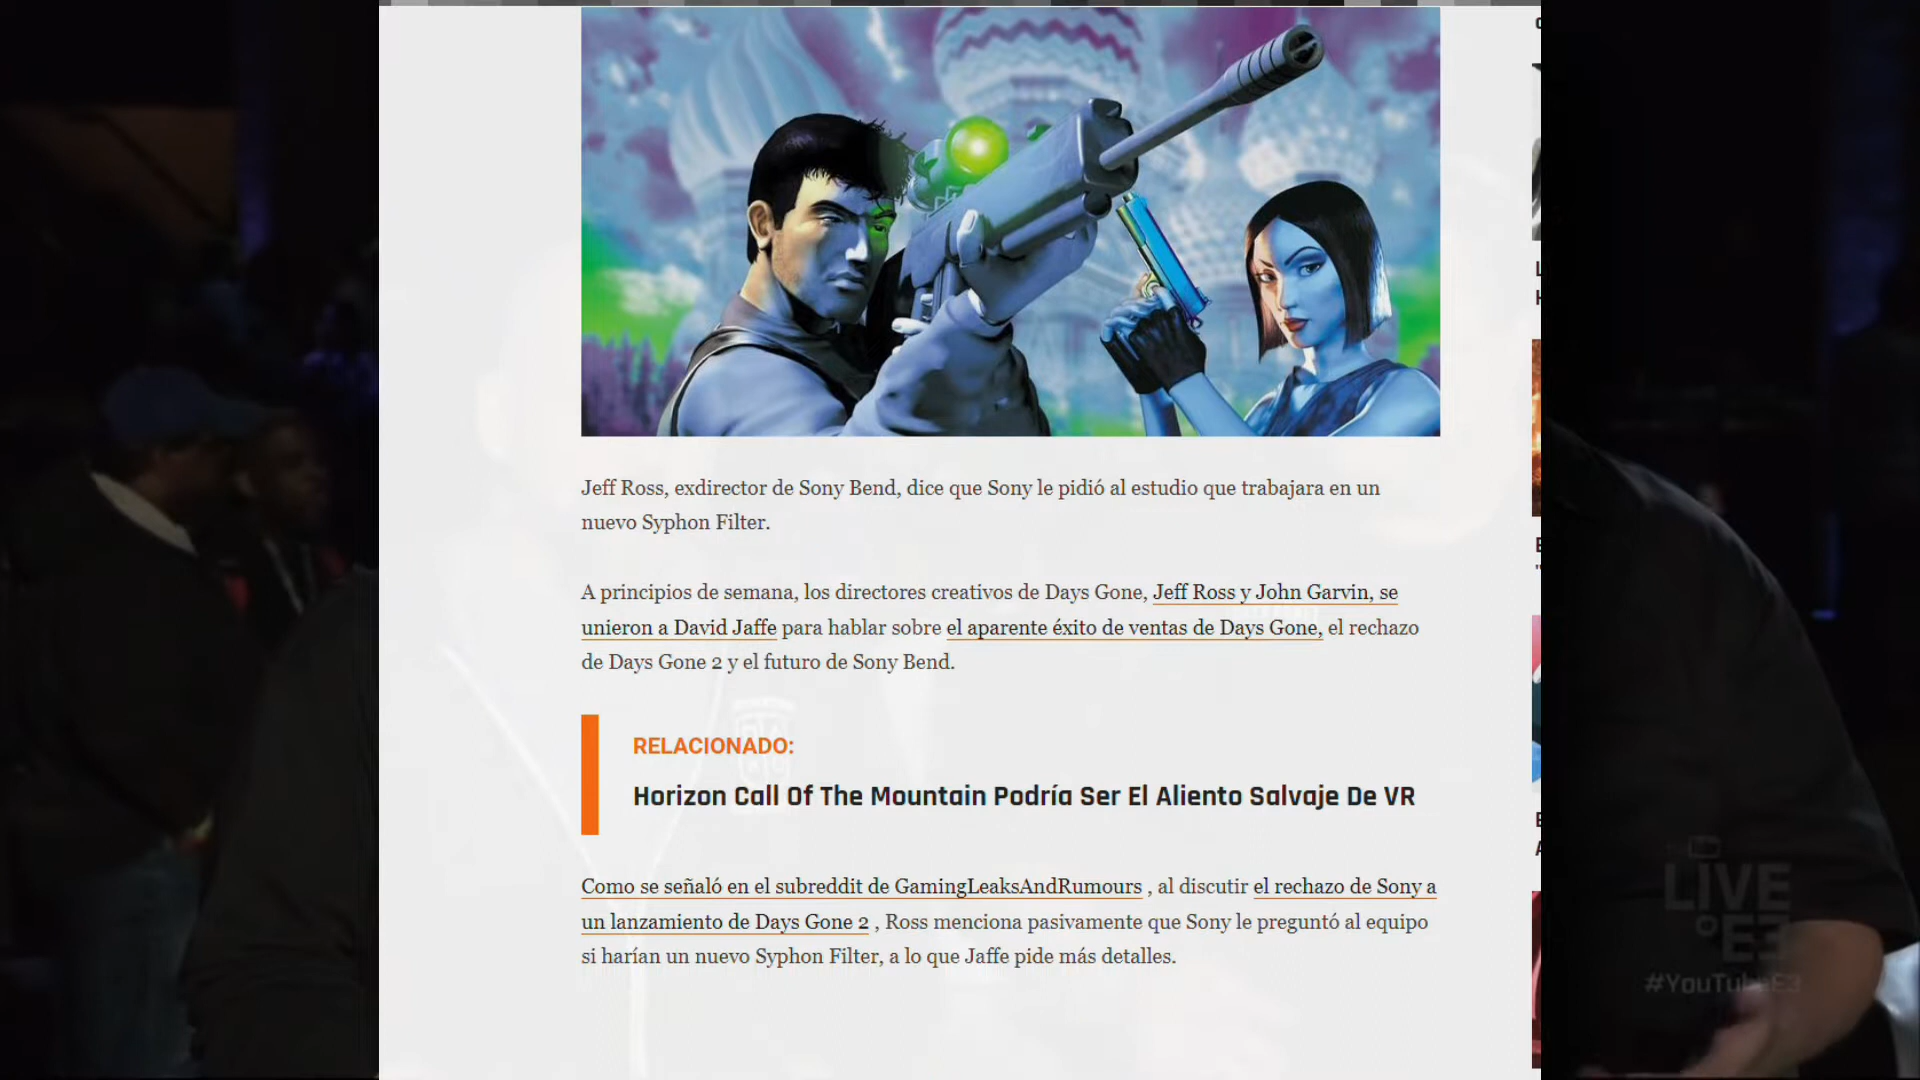 Jeff Ross, exdirector de Sony Bend, dice que Sony le pidió al estudio que trabajara en un
nuevo Syphon Filter.
A principios de semana, los directores creativos de Days Gone, Jeff Ross y John Garvin, se
unieron a David Jaffe para hablar sobre el aparente éxito de ventas de Days Gone, el rechazo
de Days Gone 2 y el futuro de Sony Bend.
RELACIONADO:
Horizon Call Of The Mountain Podría Ser El Aliento Salvaje De VR
Como se señaló en el subreddit de GamingLeaksAndRumours , al discutir el rechazo de Sony a
un lanzamiento de Days Gone 2 , Ross menciona pasivamente que Sony le preguntó al equipo
si harían un nuevo Syphon Filter, a lo que Jaffe pide más detalles.
LIVE
@E3
#YouTubeE3